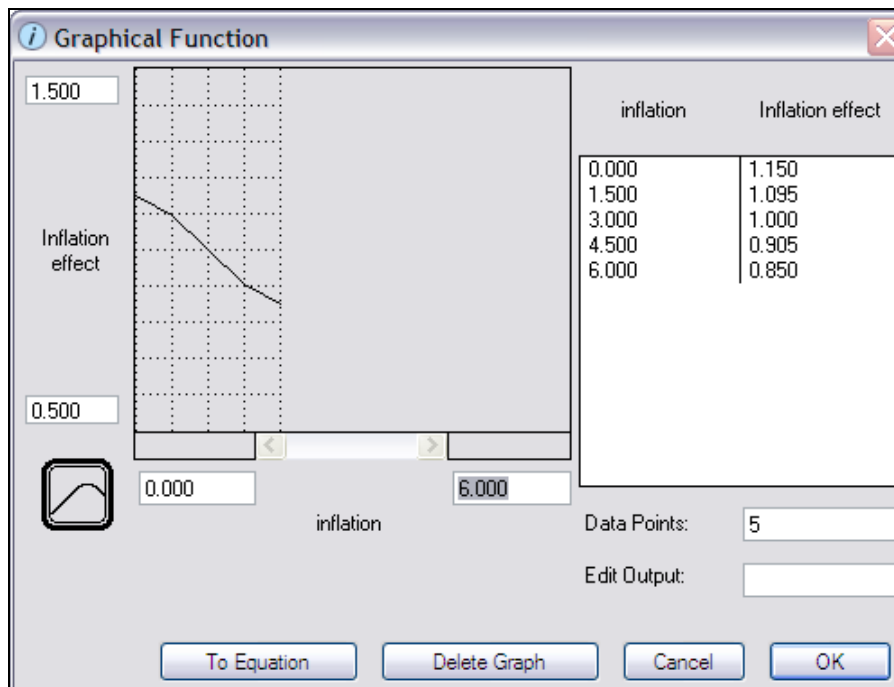 Graphical Function
1.500
Inflation
effect
0.500
0.000
6.000
inflation
inflation Inflation effect
0.000 1.150
1.500 1.095
3.000 1.000
4.500 0.905
6.000 0.850
Data Points: 5
Edit Output:
To Equation Delete Graph Cancel OK